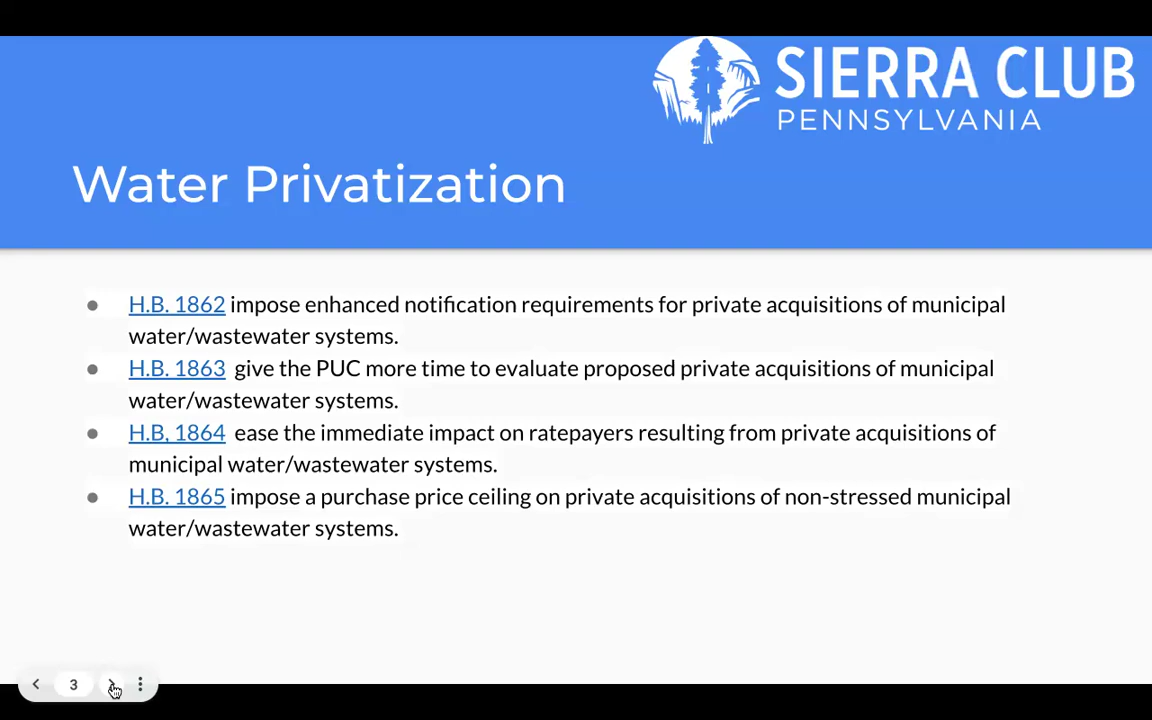 SIERRA CLUB
PENNSYLVANIA
Water Privatization
● H.B. 1862 impose enhanced notification requirements for private acquisitions of municipal
water/wastewater systems.
● H.B. 1863 give the PUC more time to evaluate proposed private acquisitions of municipal
water/wastewater systems.
● H.B, 1864 ease the immediate impact on ratepayers resulting from private acquisitions of
municipal water/wastewater systems.
● H.B. 1865 impose a purchase price ceiling on private acquisitions of non-stressed municipal
water/wastewater systems.
3